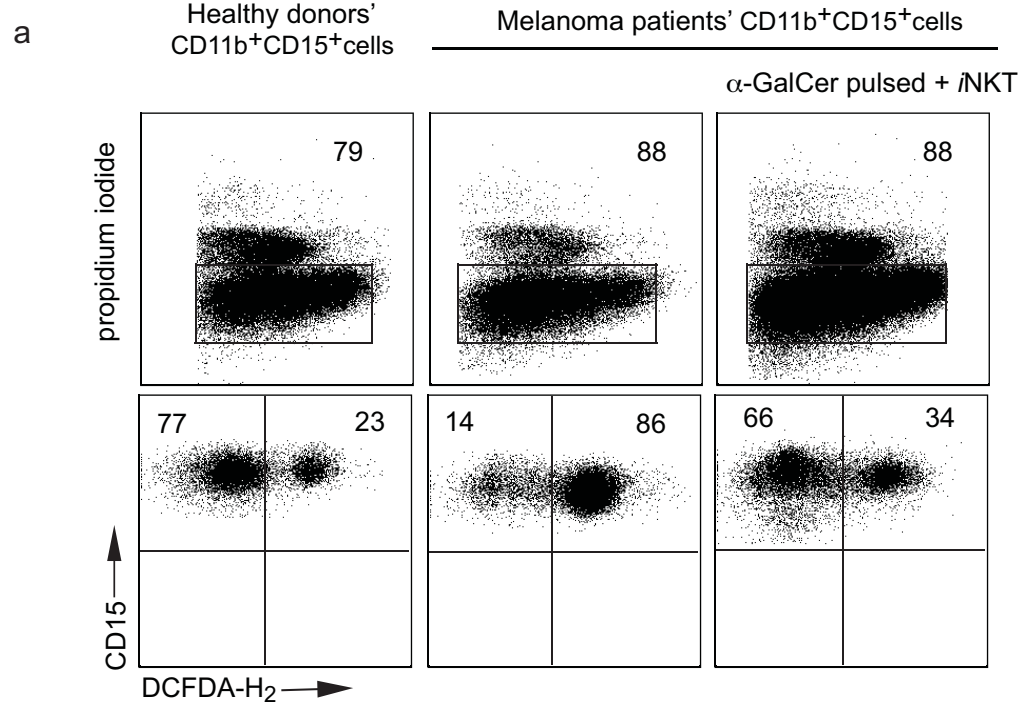 a
Healthy donors’
CD11b⁺CD15⁺cells
Melanoma patients’ CD11b⁺CD15⁺cells
α-GalCer pulsed + iNKT
propidium iodide
79
88
88
CD15
77
23
14
86
66
34
DCFDA-H₂